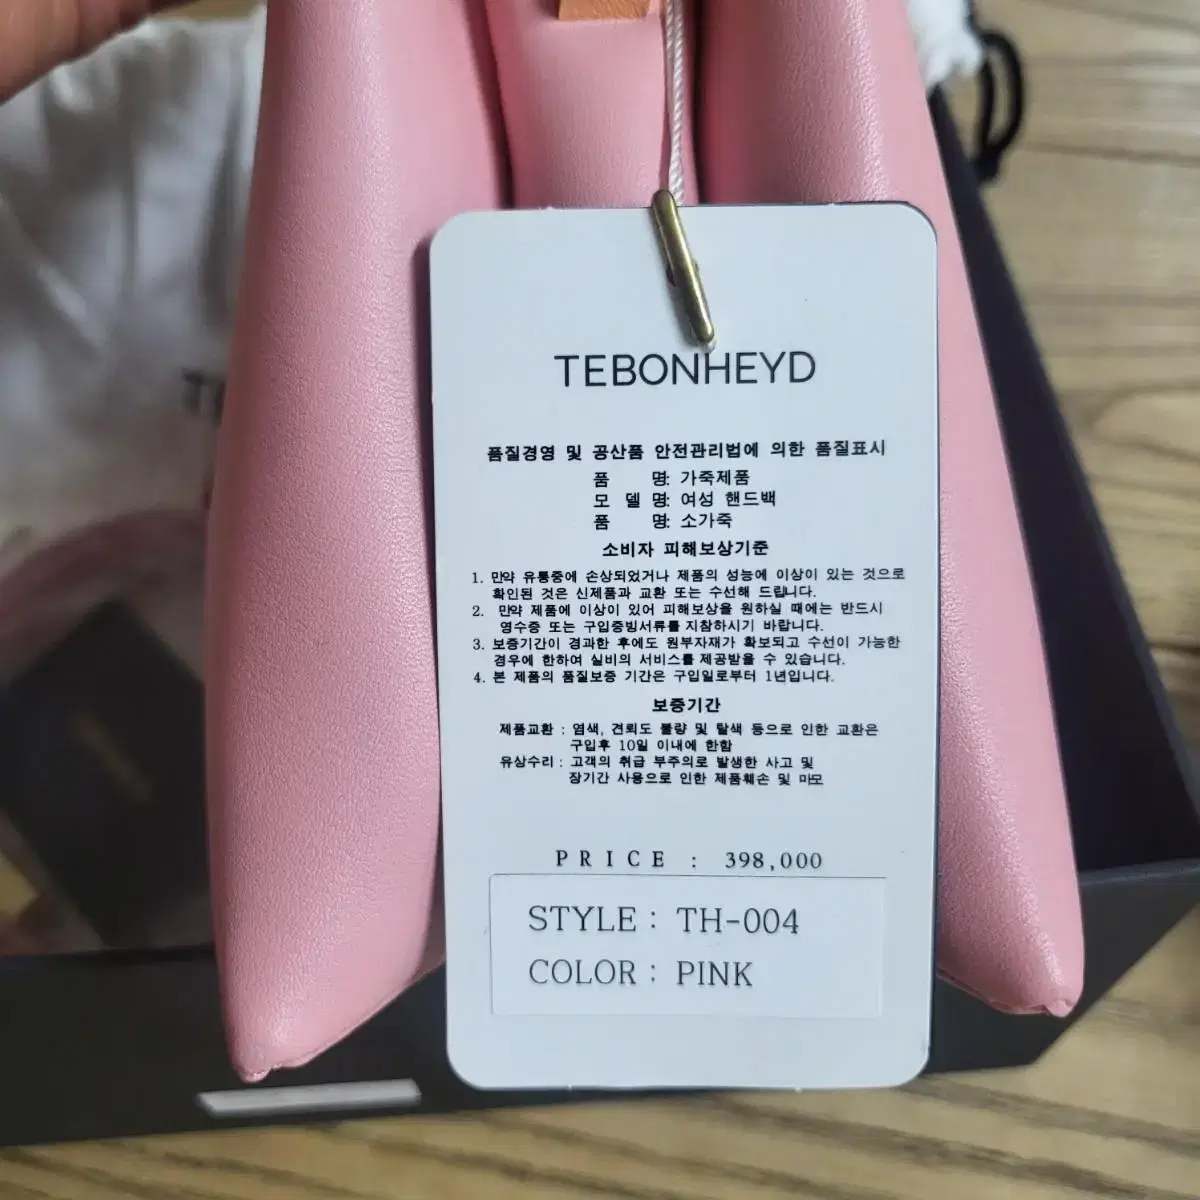 TEBONHEYD
품질경영 및 공산품 안전관리법에 의한 품질표시
품 명: 가죽제품
모 델 명: 여성 핸드백
품 명: 소가죽
소비자 피해보상기준
1. 만약 유통중에 손상되었거나 제품의 성능에 이상이 있는 것으로
확인된 것은 신제품과 교환 또는 수선해 드립니다.
2. 만약 제품에 이상이 있어 피해보상을 원하실 때에는 반드시
영수증 또는 구입증빙서류를 지참하시기 바랍니다.
3. 보증기간이 경과한 후에도 원부자재가 확보되고 수선이 가능한
경우에 한하여 실비의 서비스를 제공받을 수 있습니다.
4. 본 제품의 품질보증 기간은 구입일로부터 1년입니다.
보증기간
제품교환 : 염색, 견뢰도 불량 및 탈색 등으로 인한 교환은
구입후 10일 이내에 한함
유상수리 : 고객의 취급 부주의로 발생한 사고 및
장기간 사용으로 인한 제품훼손 및 마모
PRICE : 398,000
STYLE : TH-004
COLOR : PINK